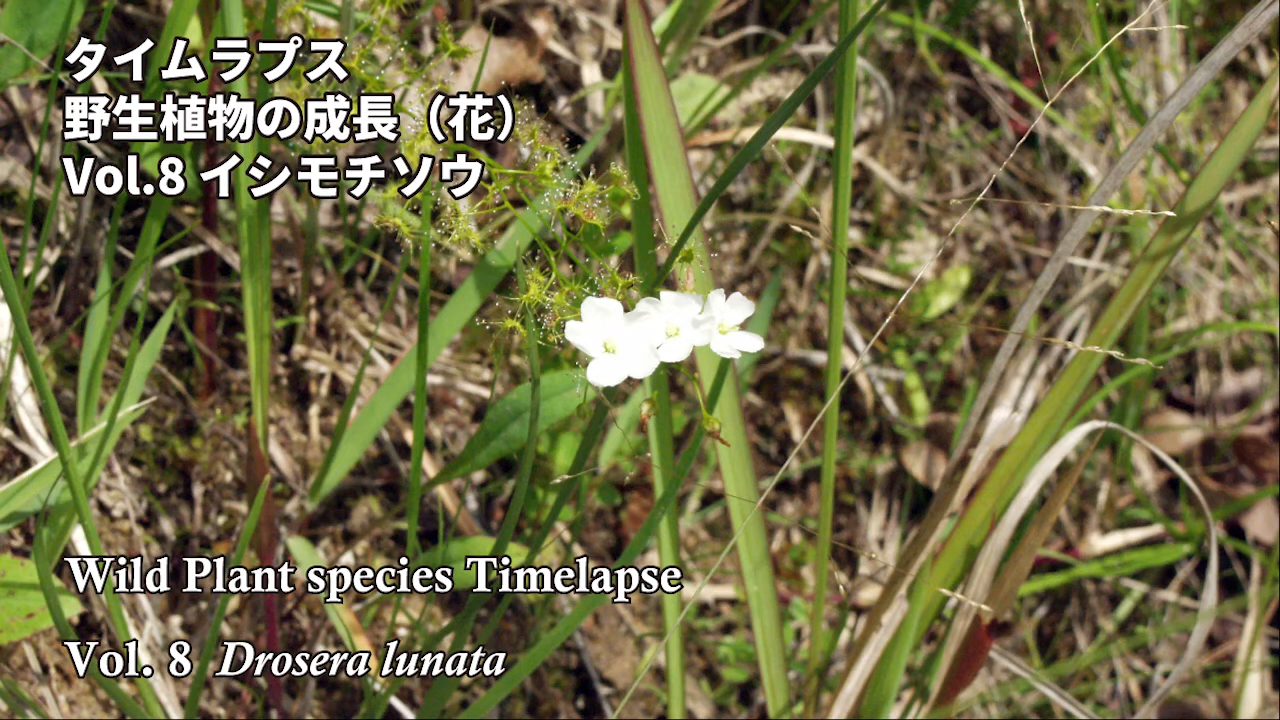 タイムラプス
野生植物の成長（花）
Vol.8 イシモチソウ
Wild Plant species Timelapse
Vol. 8 Drosera lunata